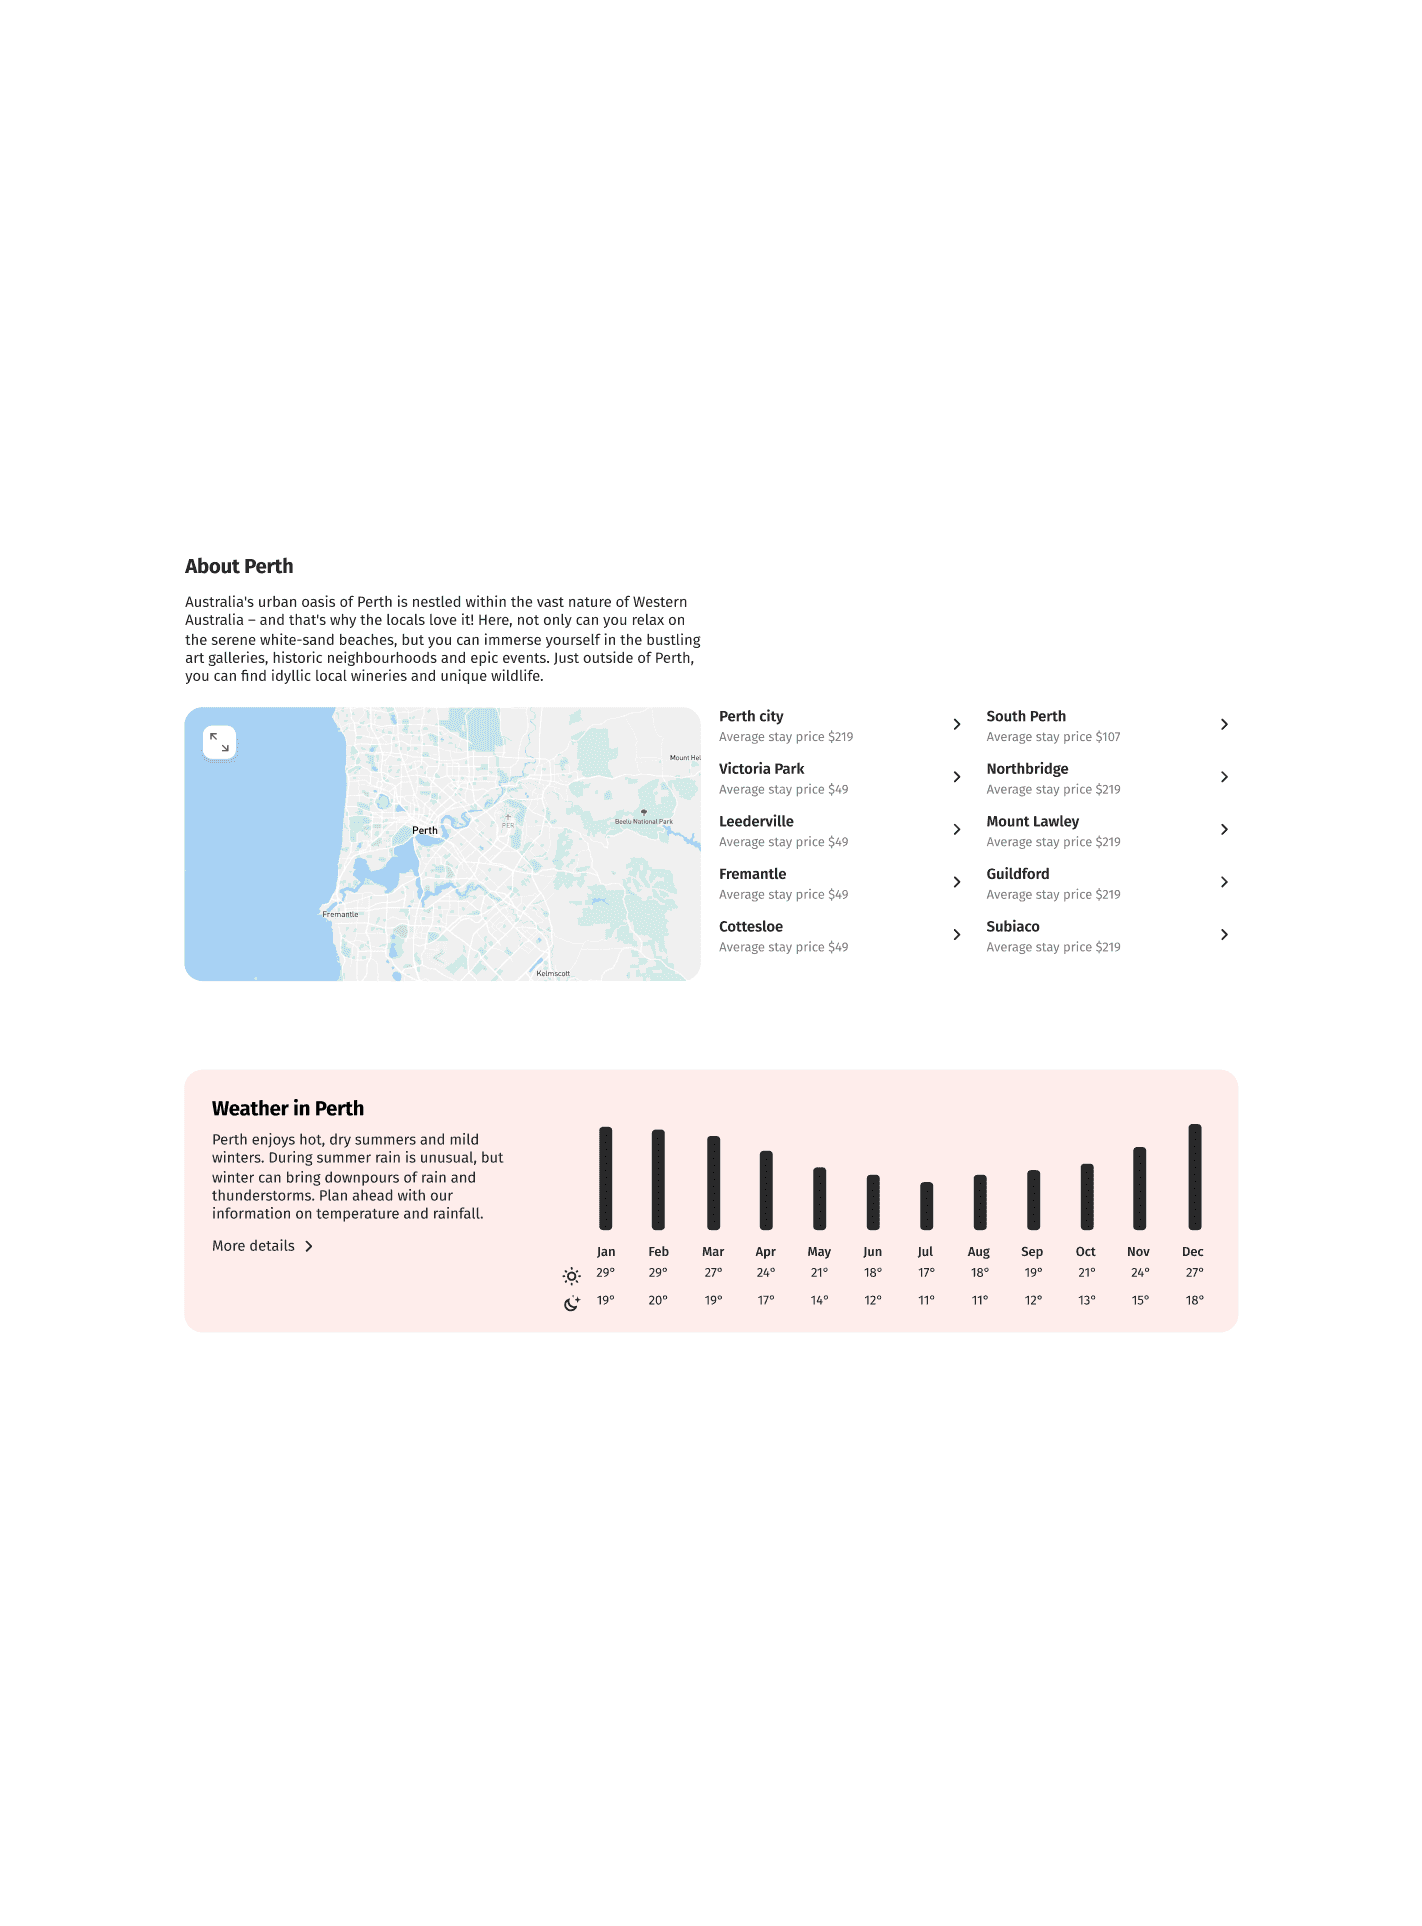 About Perth
Australia's urban oasis of Perth is nestled within the vast nature of Western
Australia – and that's why the locals love it! Here, not only can you relax on
the serene white-sand beaches, but you can immerse yourself in the bustling
art galleries, historic neighbourhoods and epic events. Just outside of Perth,
you can find idyllic local wineries and unique wildlife.
Mount Hel
Beelu National Park
PER
Perth
Fremantle
Kelmscott
Perth city
Average stay price $219
South Perth
Average stay price $107
Victoria Park
Average stay price $49
Northbridge
Average stay price $219
Leederville
Average stay price $49
Mount Lawley
Average stay price $219
Fremantle
Average stay price $49
Guildford
Average stay price $219
Cottesloe
Average stay price $49
Subiaco
Average stay price $219
Weather in Perth
Perth enjoys hot, dry summers and mild
winters. During summer rain is unusual, but
winter can bring downpours of rain and
thunderstorms. Plan ahead with our
information on temperature and rainfall.
More details
Jan Feb Mar Apr May Jun Jul Aug Sep Oct Nov Dec
29° 29° 27° 24° 21° 18° 17° 18° 19° 21° 24° 27°
19° 20° 19° 17° 14° 12° 11° 11° 12° 13° 15° 18°